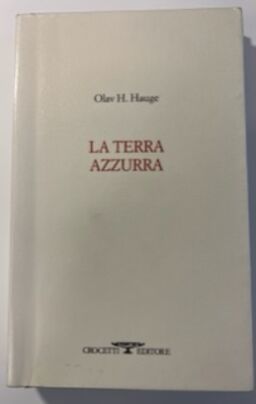 Olav H. Hauge
LA TERRA
AZZURRA
CROCETTI EDITORE